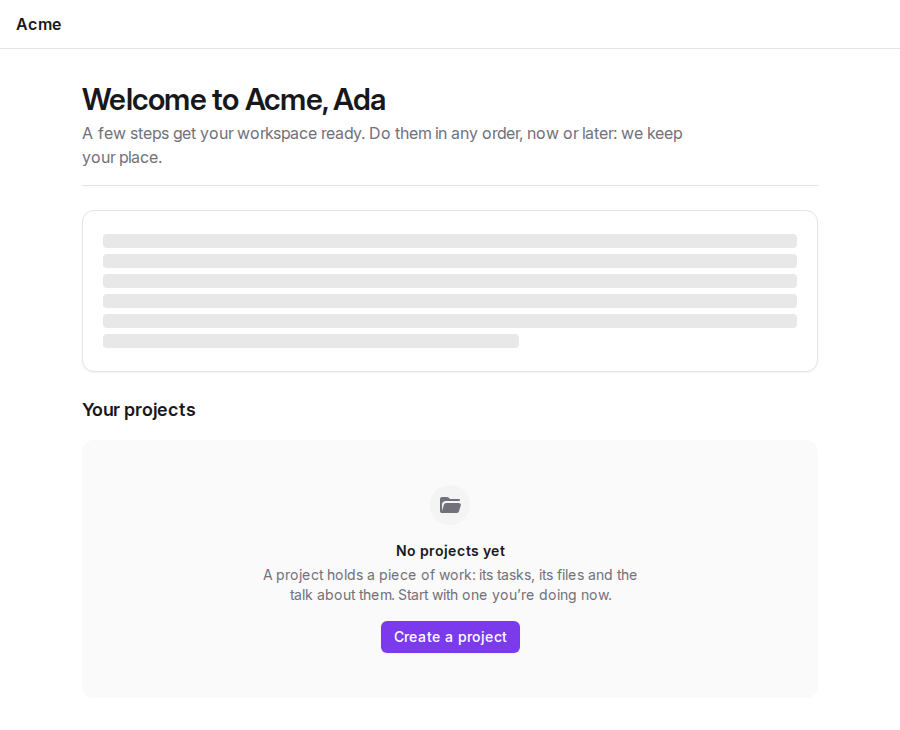 Acme
Welcome to Acme, Ada
A few steps get your workspace ready. Do them in any order, now or later: we keep
your place.
Your projects
No projects yet
A project holds a piece of work: its tasks, its files and the
talk about them. Start with one you’re doing now.
Create a project